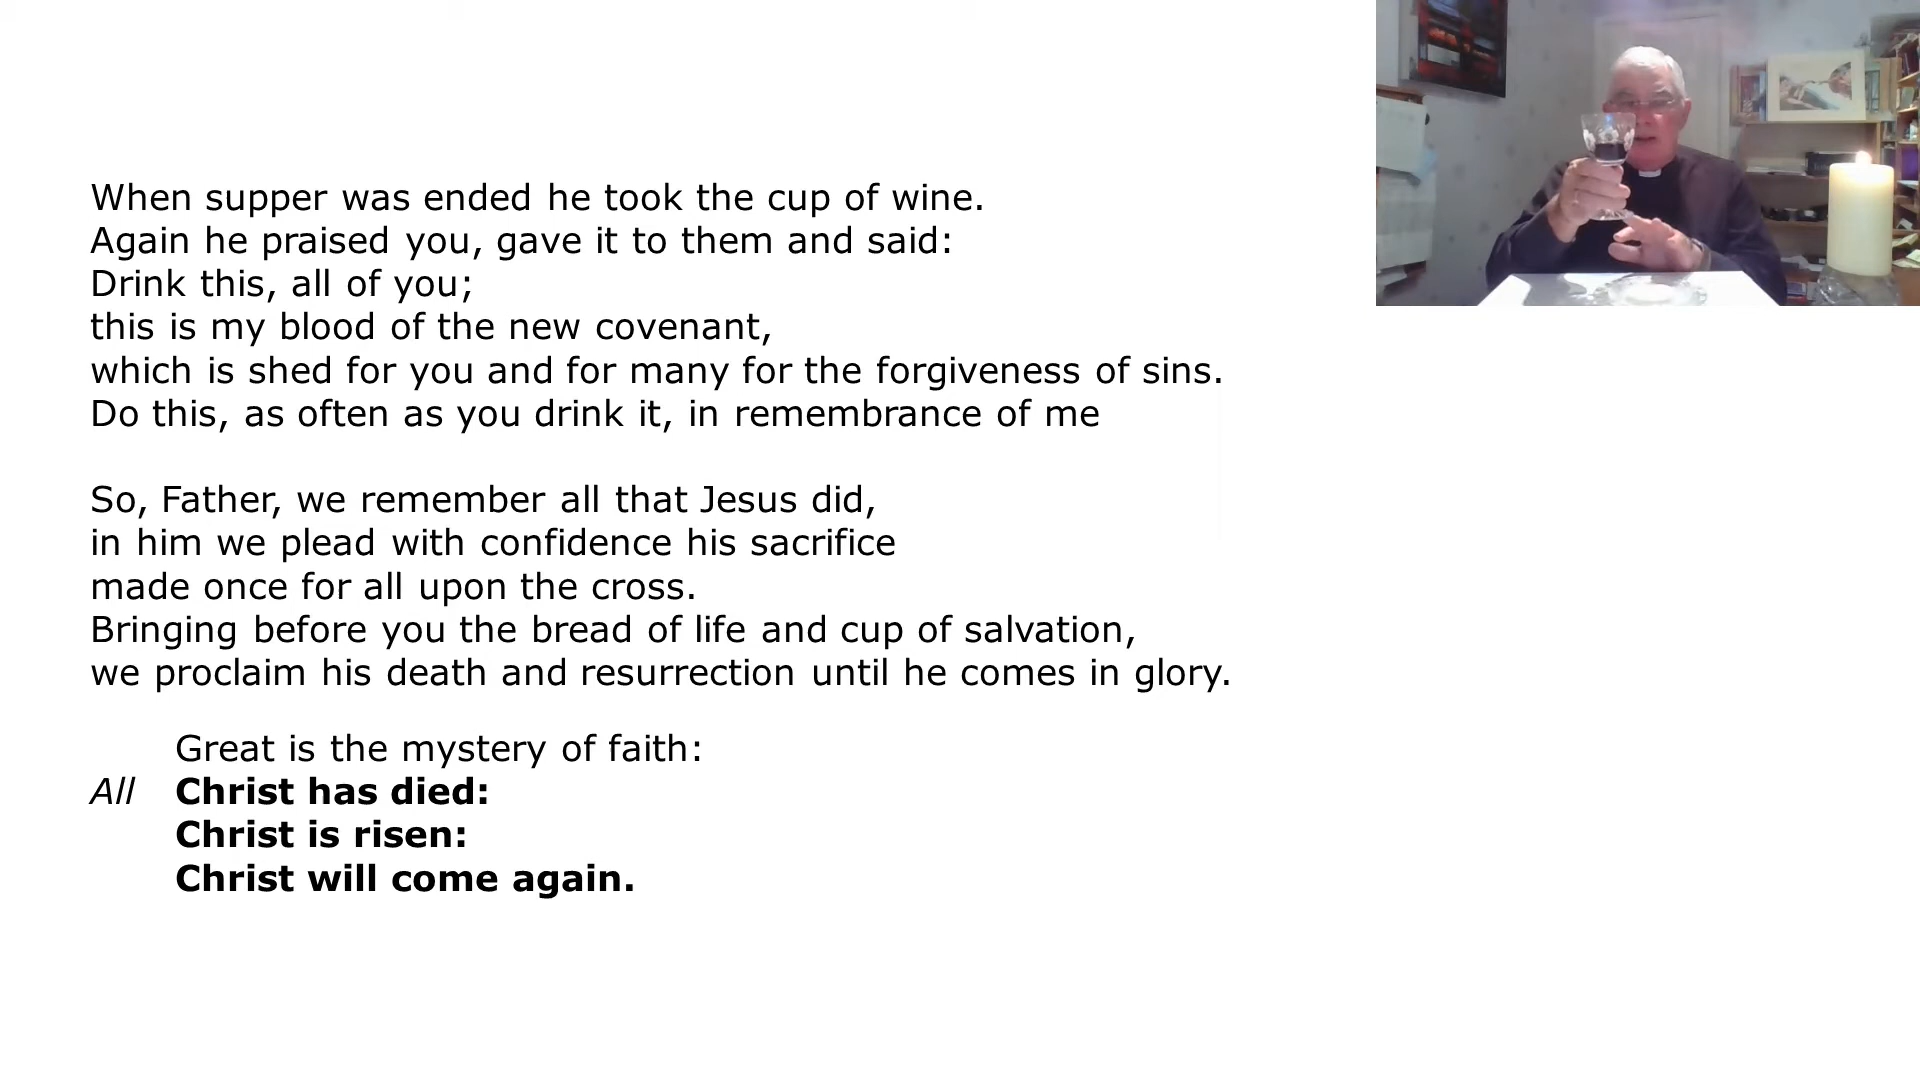 When supper was ended he took the cup of wine.
Again he praised you, gave it to them and said:
Drink this, all of you;
this is my blood of the new covenant,
which is shed for you and for many for the forgiveness of sins.
Do this, as often as you drink it, in remembrance of me
So, Father, we remember all that Jesus did,
in him we plead with confidence his sacrifice
made once for all upon the cross.
Bringing before you the bread of life and cup of salvation,
we proclaim his death and resurrection until he comes in glory.
Great is the mystery of faith:
All Christ has died:
Christ is risen:
Christ will come again.